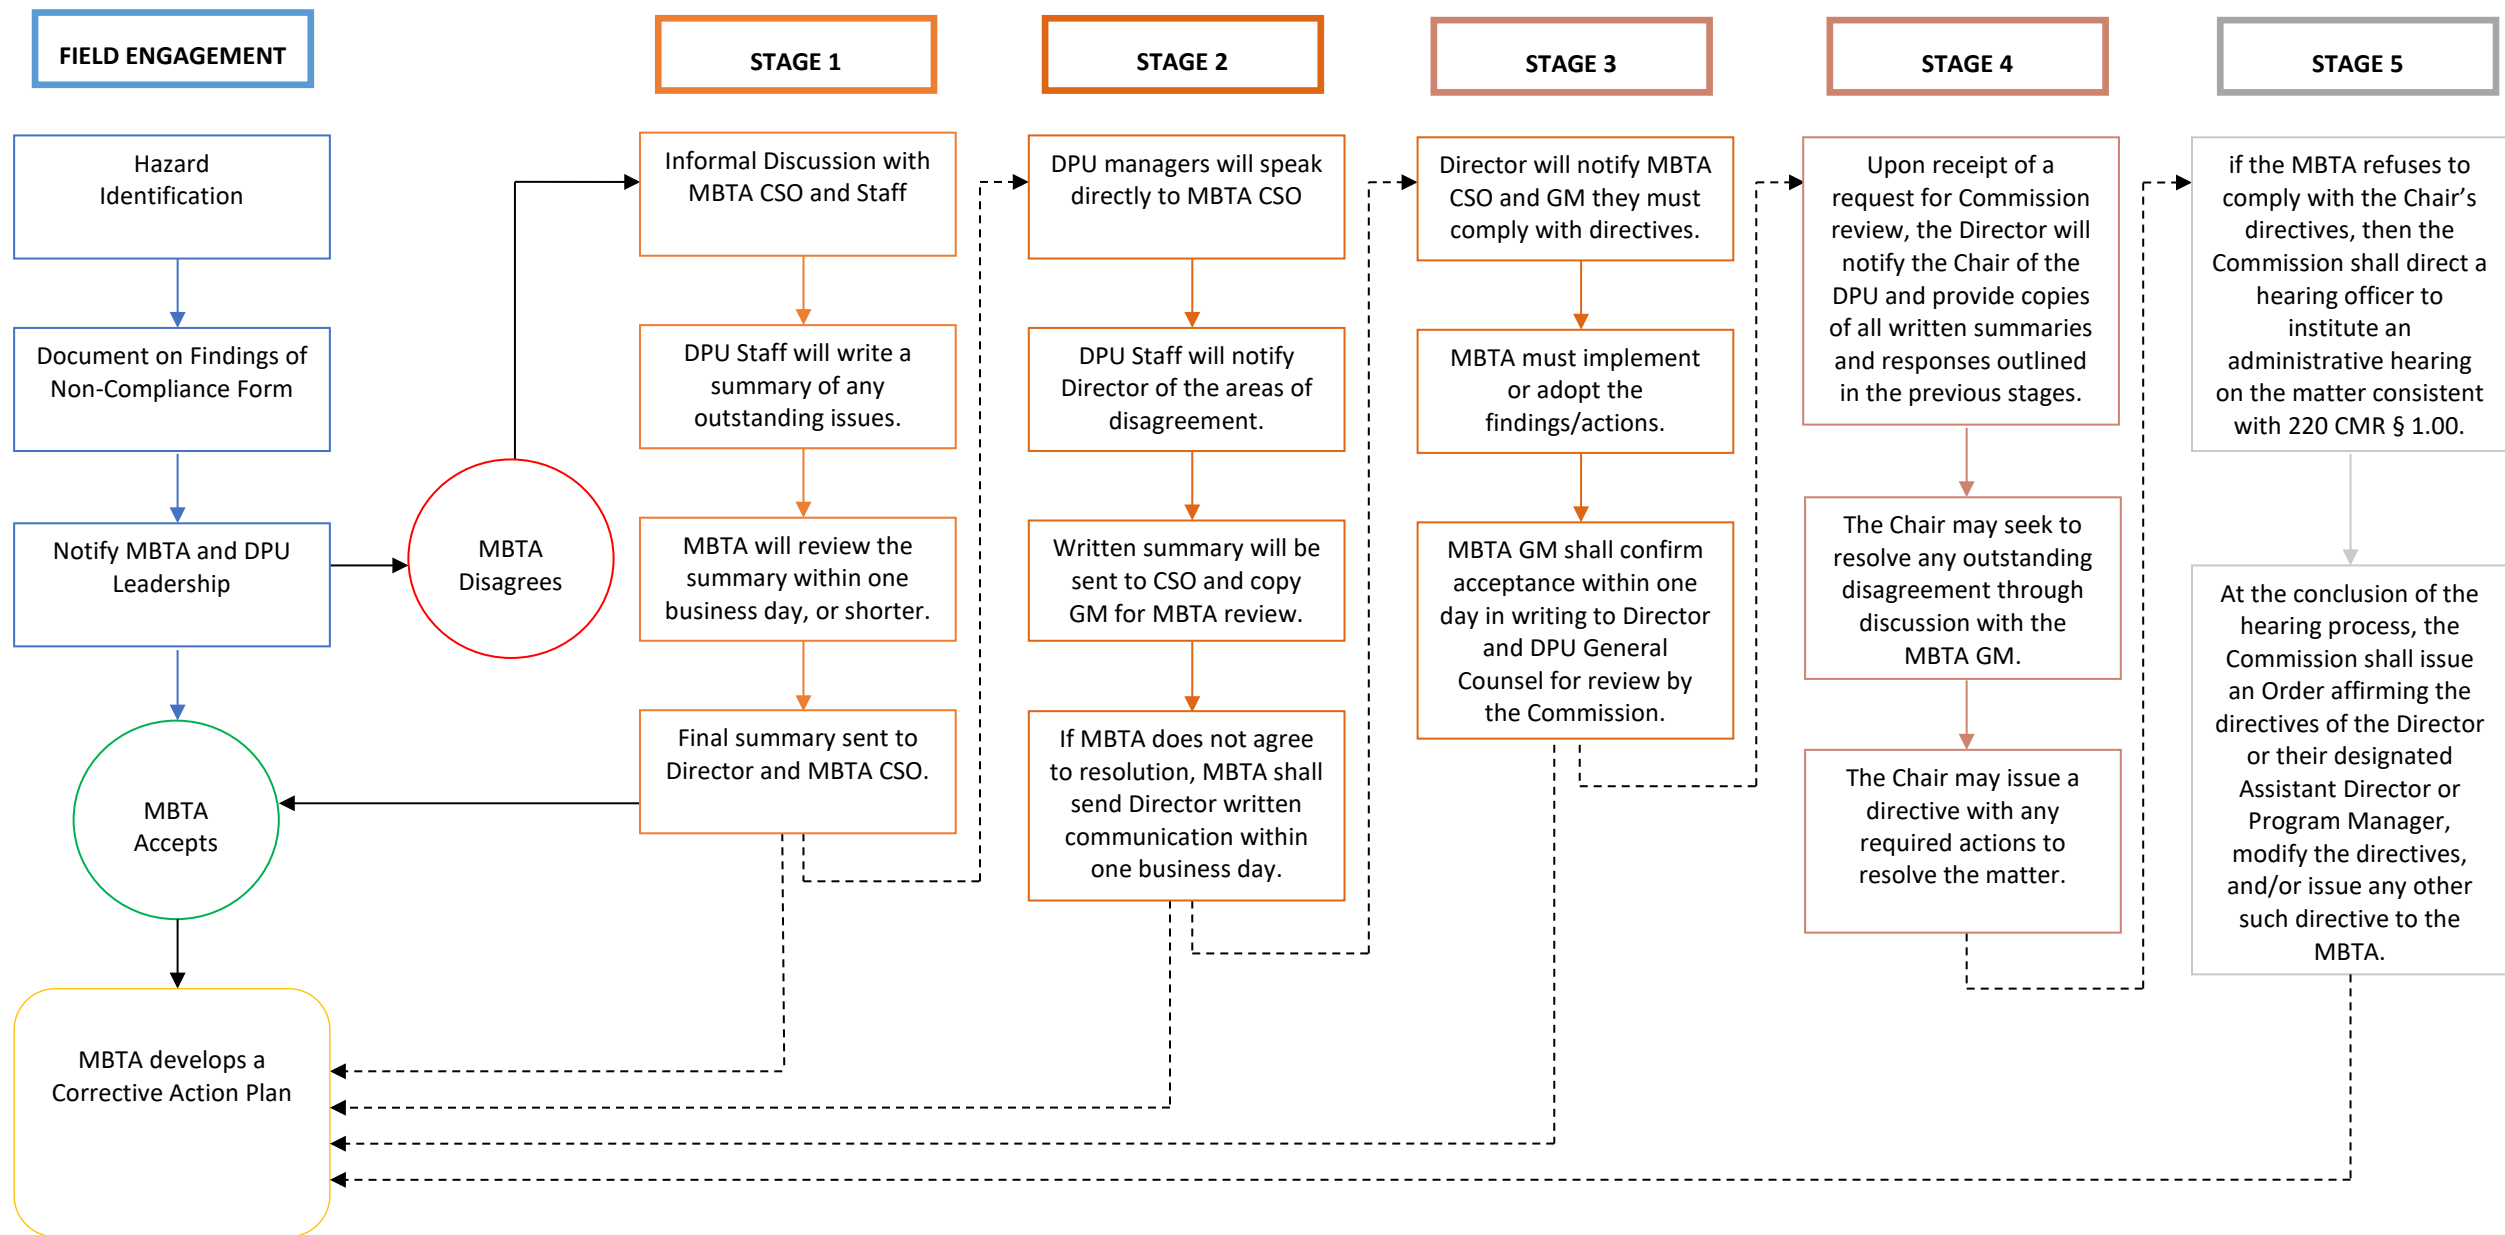 FIELD ENGAGEMENT
STAGE 1
STAGE 2
STAGE 3
STAGE 4
STAGE 5
Hazard
Identification
Document on Findings of
Non-Compliance Form
Notify MBTA and DPU
Leadership
MBTA
Disagrees
MBTA
Accepts
MBTA develops a
Corrective Action Plan
Informal Discussion with
MBTA CSO and Staff
DPU Staff will write a
summary of any
outstanding issues.
MBTA will review the
summary within one
business day, or shorter.
Final summary sent to
Director and MBTA CSO.
DPU managers will speak
directly to MBTA CSO
DPU Staff will notify
Director of the areas of
disagreement.
Written summary will be
sent to CSO and copy
GM for MBTA review.
If MBTA does not agree
to resolution, MBTA shall
send Director written
communication within
one business day.
Director will notify MBTA
CSO and GM they must
comply with directives.
MBTA must implement
or adopt the
findings/actions.
MBTA GM shall confirm
acceptance within one
day in writing to Director
and DPU General
Counsel for review by
the Commission.
Upon receipt of a
request for Commission
review, the Director will
notify the Chair of the
DPU and provide copies
of all written summaries
and responses outlined
in the previous stages.
The Chair may seek to
resolve any outstanding
disagreement through
discussion with the
MBTA GM.
The Chair may issue a
directive with any
required actions to
resolve the matter.
if the MBTA refuses to
comply with the Chair’s
directives, then the
Commission shall direct a
hearing officer to
institute an
administrative hearing
on the matter consistent
with 220 CMR § 1.00.
At the conclusion of the
hearing process, the
Commission shall issue
an Order affirming the
directives of the Director
or their designated
Assistant Director or
Program Manager,
modify the directives,
and/or issue any other
such directive to the
MBTA.